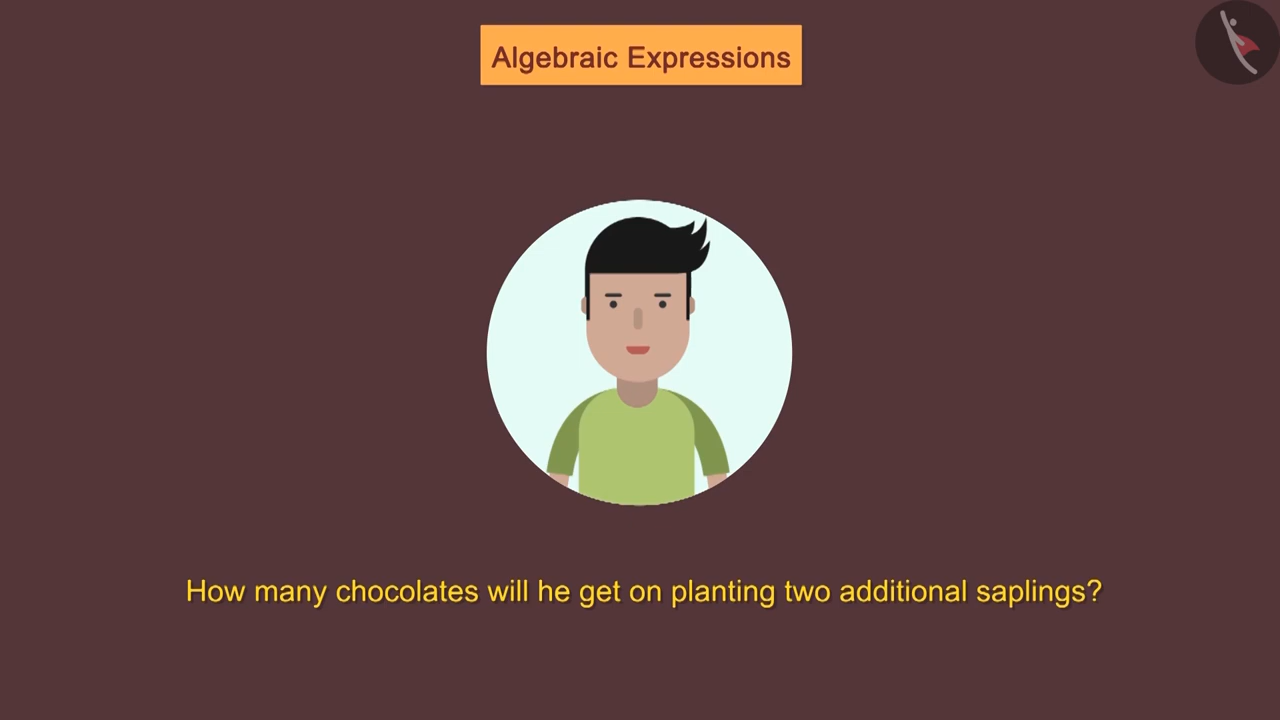 Algebraic Expressions
How many chocolates will he get on planting two additional saplings?